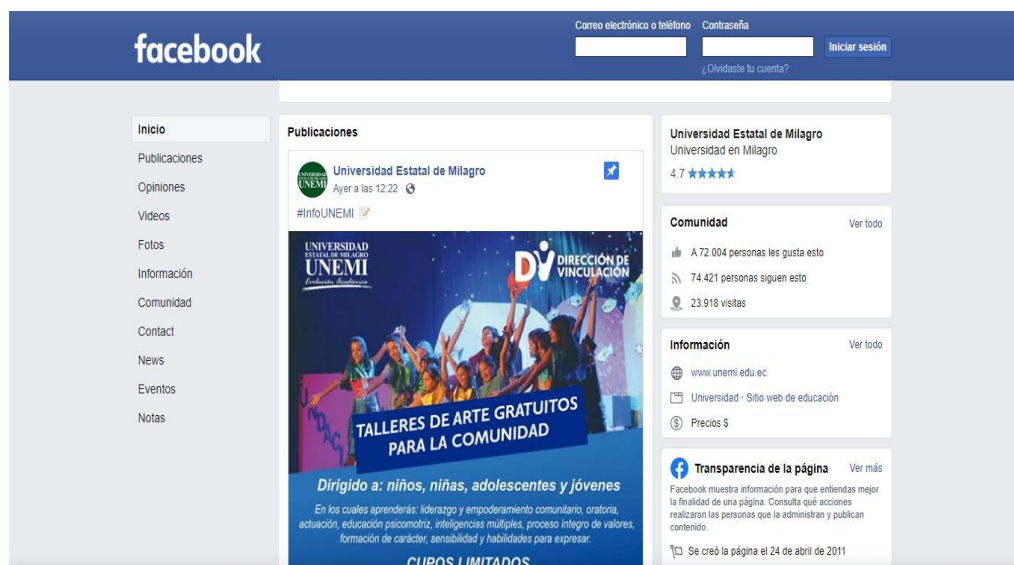 facebook
Correo electrónico o teléfono
Contraseña
Iniciar sesión
¿Olvidaste tu cuenta?
Inicio
Publicaciones
Opiniones
Videos
Fotos
Información
Comunidad
Contact
News
Eventos
Notas
Publicaciones
UNEMI
Universidad Estatal de Milagro
Ayer a las 12:22 ·
#InfoUNEMI
UNIVERSIDAD
ESTATAL DE MILAGRO
UNEMI
Evolución Académica
DV DIRECCIÓN DE
VINCULACIÓN
TALLERES DE ARTE GRATUITOS
PARA LA COMUNIDAD
Dirigido a: niños, niñas, adolescentes y jóvenes
En los cuales aprenderás: liderazgo y empoderamiento comunitario, oratoria,
actuación, educación psicomotriz, inteligencias múltiples, proceso integro de valores,
formación de carácter, sensibilidad y habilidades para expresar.
CUPOS LIMITADOS
Universidad Estatal de Milagro
Universidad en Milagro
4.7
Comunidad
Ver todo
A 72.004 personas les gusta esto
74.421 personas siguen esto
23.918 visitas
Información
Ver todo
www.unemi.edu.ec
Universidad · Sitio web de educación
Precios $
Transparencia de la página
Ver más
Facebook muestra información para que entiendas mejor
la finalidad de una página. Consulta qué acciones
realizaron las personas que la administran y publican
contenido.
Se creó la página el 24 de abril de 2011